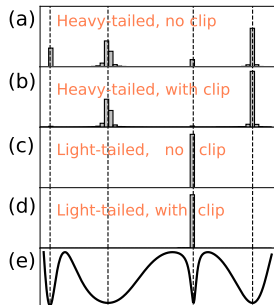 (a) Heavy-tailed, no clip
(b) Heavy-tailed, with clip
(c) Light-tailed, no clip
(d) Light-tailed, with clip
(e)